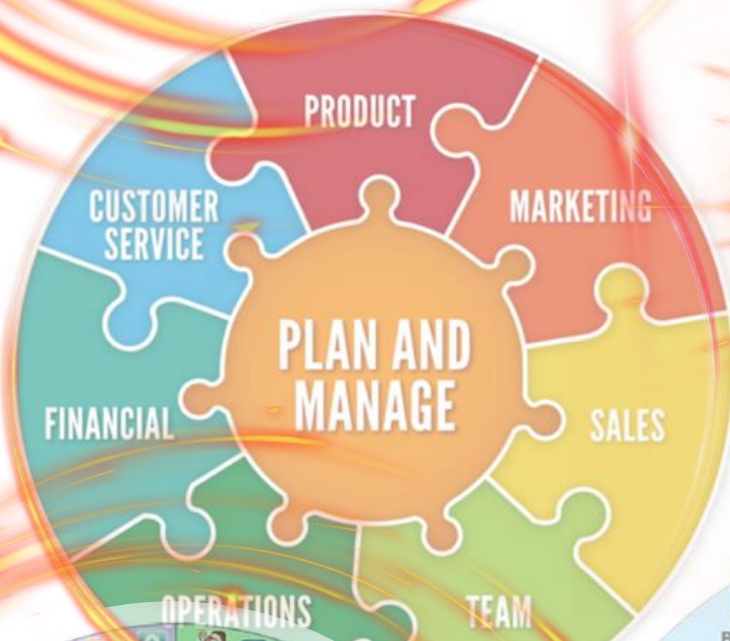 PRODUCT
MARKETING
CUSTOMER
SERVICE
PLAN AND
MANAGE
FINANCIAL
SALES
OPERATIONS
TEAM